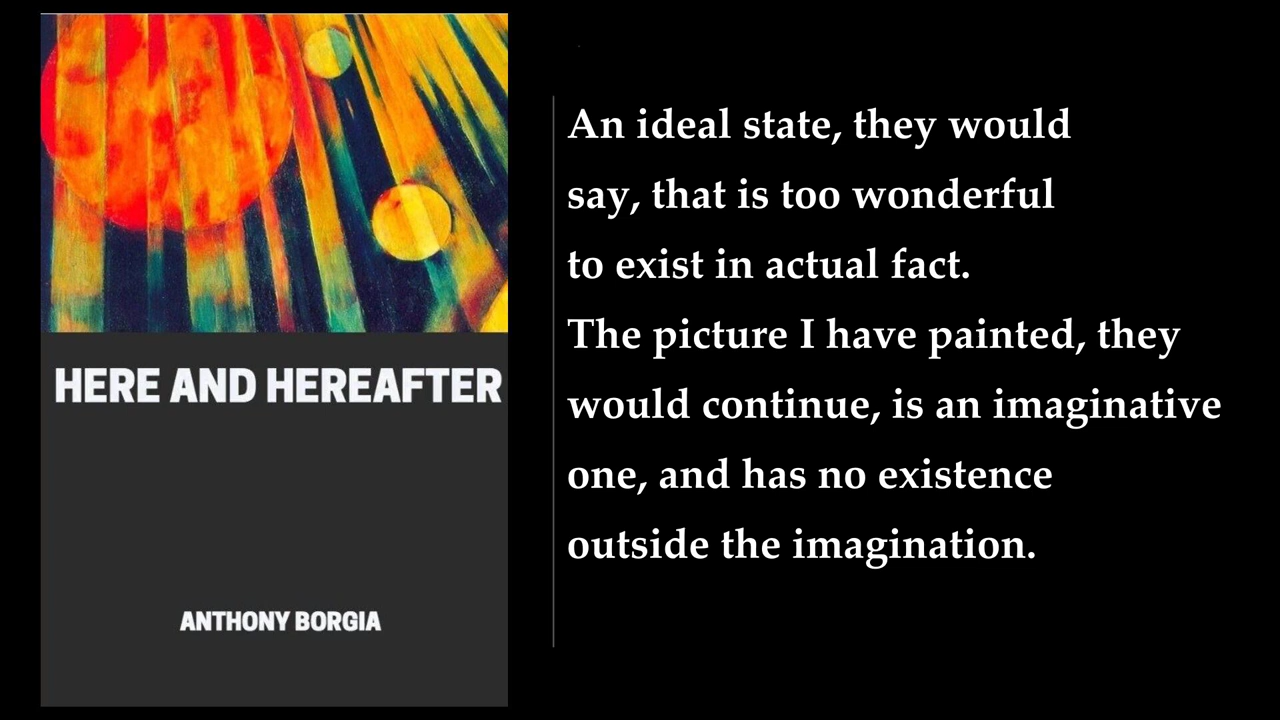 HERE AND HEREAFTER
ANTHONY BORGIA
An ideal state, they would
say, that is too wonderful
to exist in actual fact.
The picture I have painted, they
would continue, is an imaginative
one, and has no existence
outside the imagination.